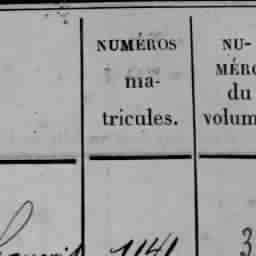 NUMÉROS
ma-
tricules.
NU-
MÉRO
du
volum
1141
3